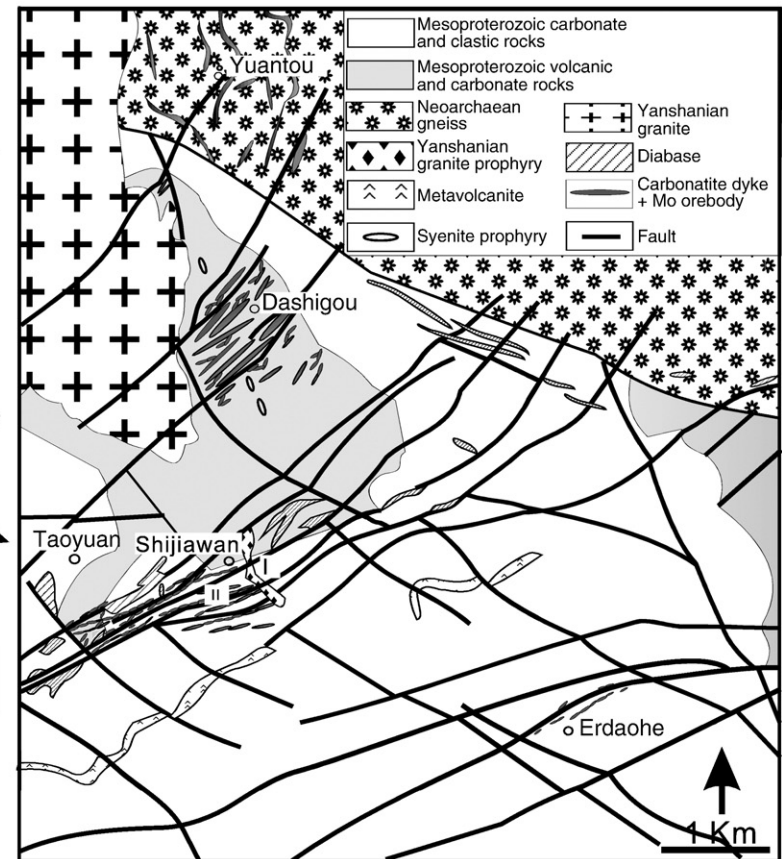 Mesoproterozoic carbonate
and clastic rocks
Mesoproterozoic volcanic
and carbonate rocks
Neoarchaean
gneiss
Yanshanian
granite
Yanshanian
granite prophyry
Diabase
Metavolcanite
Carbonatite dyke
+ Mo orebody
Syenite prophyry
Fault
Yuantou
Dashigou
Taoyuan
Shijiawan
I
II
Erdaohe
1 Km